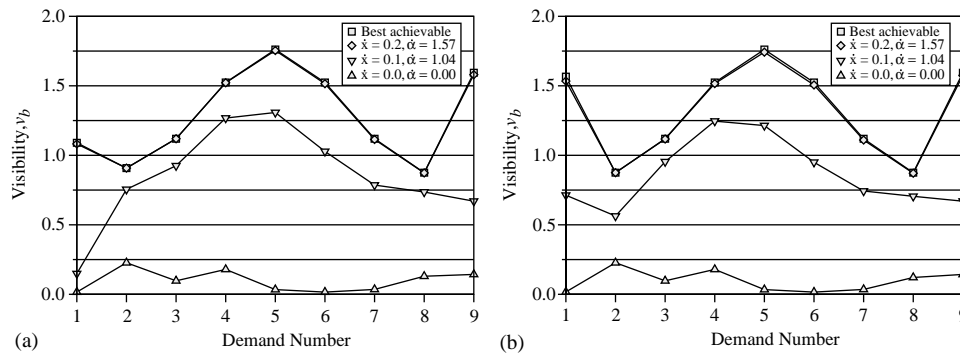 2.0
1.5
1.0
0.5
0.0
Visibility,v_b
Best achievable
ẋ = 0.2, α̇ = 1.57
ẋ = 0.1, α̇ = 1.04
ẋ = 0.0, α̇ = 0.00
1 2 3 4 5 6 7 8 9
Demand Number
(a)
2.0
1.5
1.0
0.5
0.0
Visibility,v_b
Best achievable
ẋ = 0.2, α̇ = 1.57
ẋ = 0.1, α̇ = 1.04
ẋ = 0.0, α̇ = 0.00
1 2 3 4 5 6 7 8 9
Demand Number
(b)